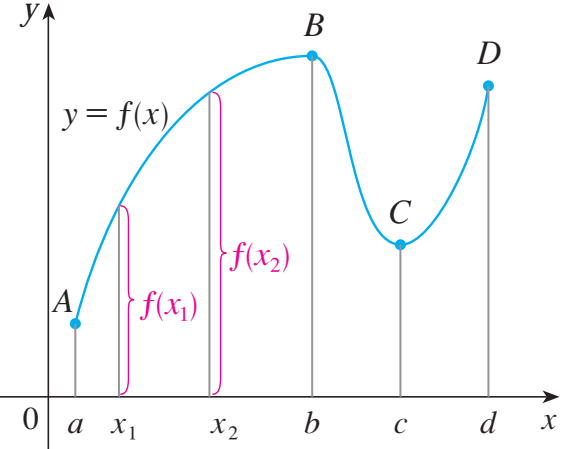 y
B
D
y = f(x)
C
f(x₂)
A
f(x₁)
0 a x₁ x₂ b c d x